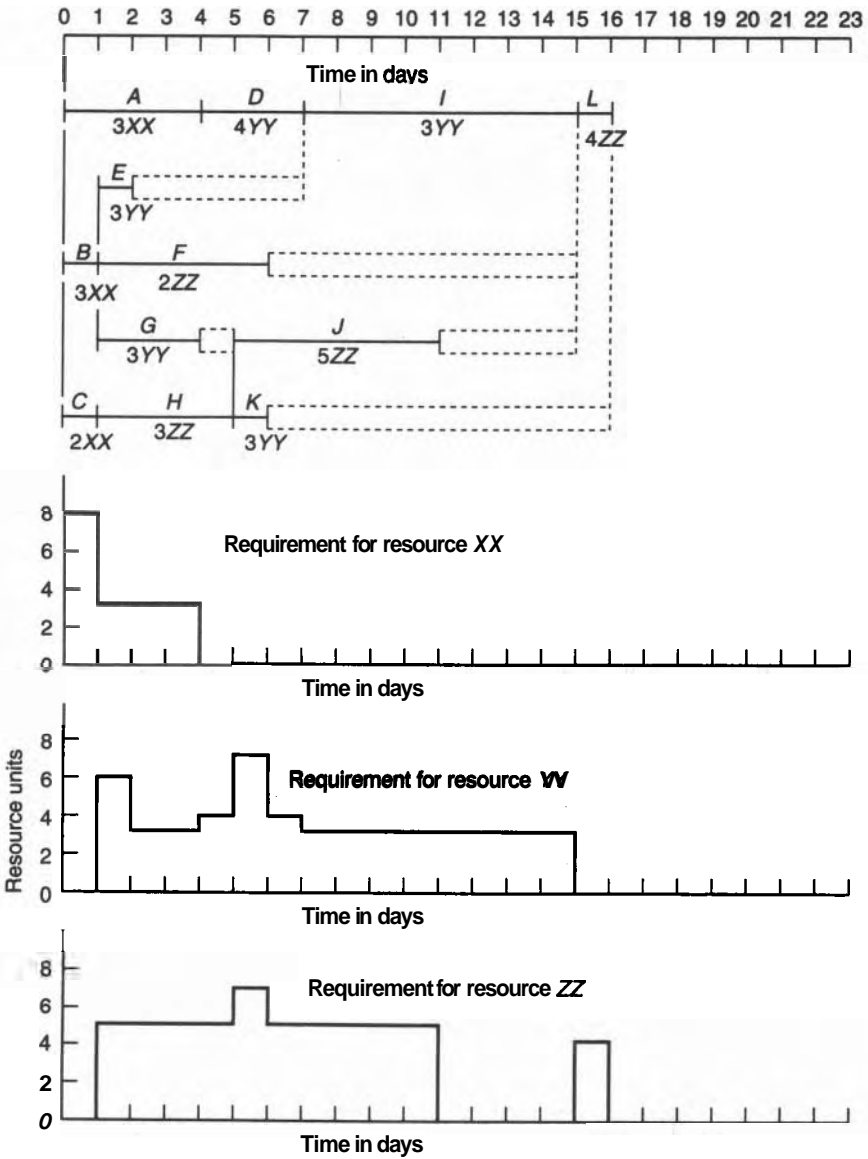 0 1 2 3 4 5 6 7 8 9 10 11 12 13 14 15 16 17 18 19 20 21 22 23
Time in days
A D I L
3XX 4YY 3YY 4ZZ
E
3YY
B F
3XX 2ZZ
G J
3YY 5ZZ
C H K
2XX 3ZZ 3YY
8
6
4
2
0
Requirement for resource XX
Time in days
Resource units
8
6
4
2
0
Requirement for resource YY
Time in days
8
6
4
2
0
Requirement for resource ZZ
Time in days